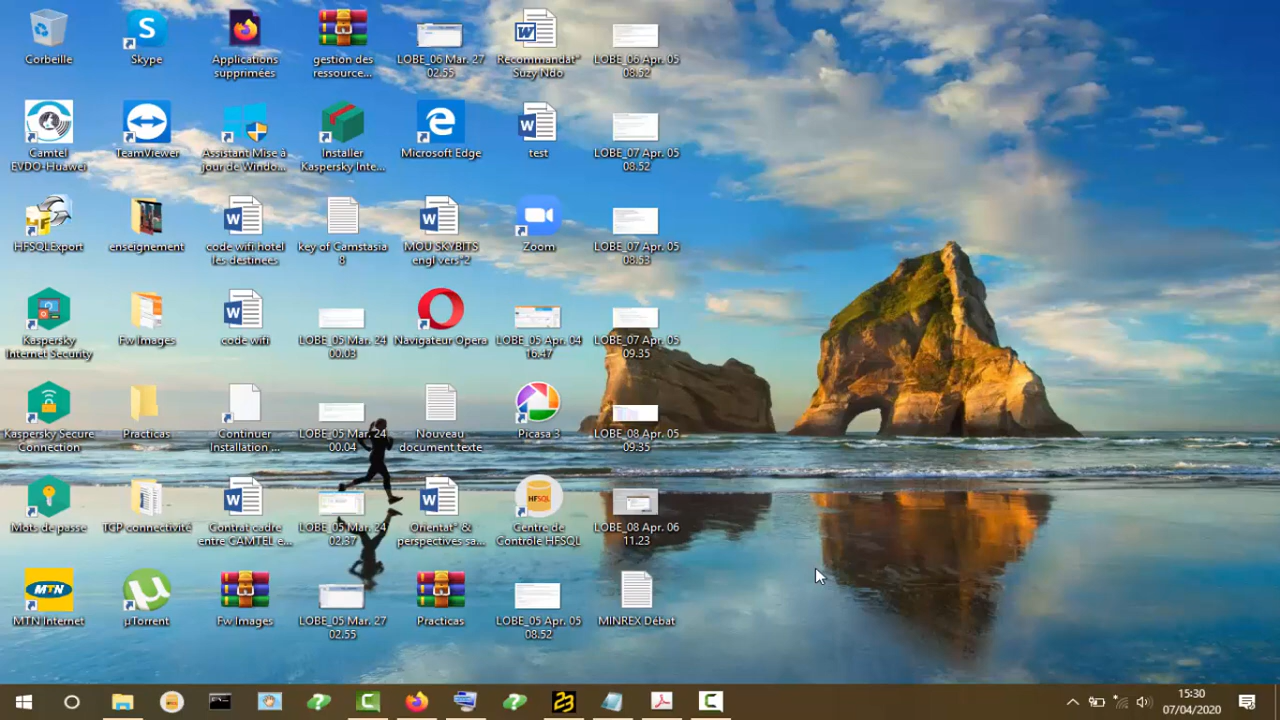 Corbeille
Skype
Applications
supprimées
gestion des
ressource...
LOBE_06 Mar. 27
02.55
Recommandat°
Suzy Ndo
LOBE_06 Apr. 05
08.52
Camtel
EVDO-Huawei
TeamViewer
Assistant Mise à
jour de Windo...
Installer
Kaspersky Inte...
Microsoft Edge
test
LOBE_07 Apr. 05
08.52
HFSQLExport
enseignement
code wifi hotel
les destinees
key of Camstasia
8
MOU SKYBITS
engl vers°2
Zoom
LOBE_07 Apr. 05
08.53
Kaspersky
Internet Security
Fw Images
code wifi
LOBE_05 Mar. 24
00.03
Navigateur Opera
LOBE_05 Apr. 04
16.47
LOBE_07 Apr. 05
09.35
Kaspersky Secure
Connection
Practicas
Continuer
Installation ...
LOBE_05 Mar. 24
00.04
Nouveau
document texte
Picasa 3
LOBE_08 Apr. 05
09.35
Mots de passe
TCP connectivité
Contrat cadre
entre CAMTEL e...
LOBE_05 Mar. 24
02.37
Orientat° &
perspectives sa...
HFSQL
Centre de
Contrôle HFSQL
LOBE_08 Apr. 06
11.23
MTN
MTN Internet
µTorrent
Fw Images
LOBE_05 Mar. 27
02.55
Practicas
LOBE_05 Apr. 05
08.52
MINREX Débat
15:30
07/04/2020